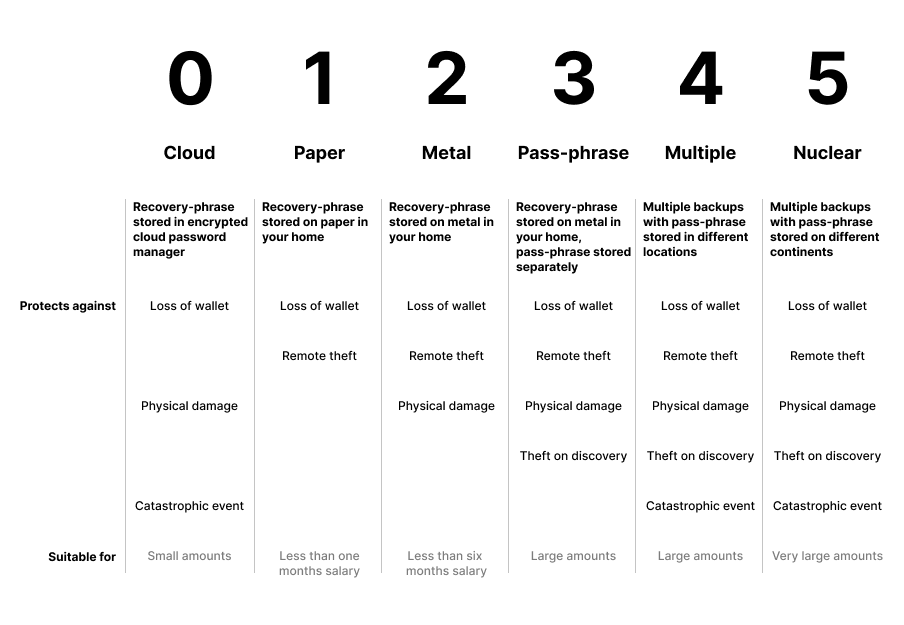 0 1 2 3 4 5
Cloud Paper Metal Pass-phrase Multiple Nuclear
Recovery-phrase
stored in encrypted
cloud password
manager
Recovery-phrase
stored on paper in
your home
Recovery-phrase
stored on metal in
your home
Recovery-phrase
stored on metal in
your home,
pass-phrase stored
separately
Multiple backups
with pass-phrase
stored in different
locations
Multiple backups
with pass-phrase
stored on different
continents
Protects against Loss of wallet Loss of wallet Loss of wallet Loss of wallet Loss of wallet Loss of wallet
Remote theft Remote theft Remote theft Remote theft Remote theft
Physical damage Physical damage Physical damage Physical damage Physical damage
Theft on discovery Theft on discovery Theft on discovery
Catastrophic event Catastrophic event Catastrophic event
Suitable for Small amounts Less than one Less than six Large amounts Large amounts Very large amounts
months salary months salary